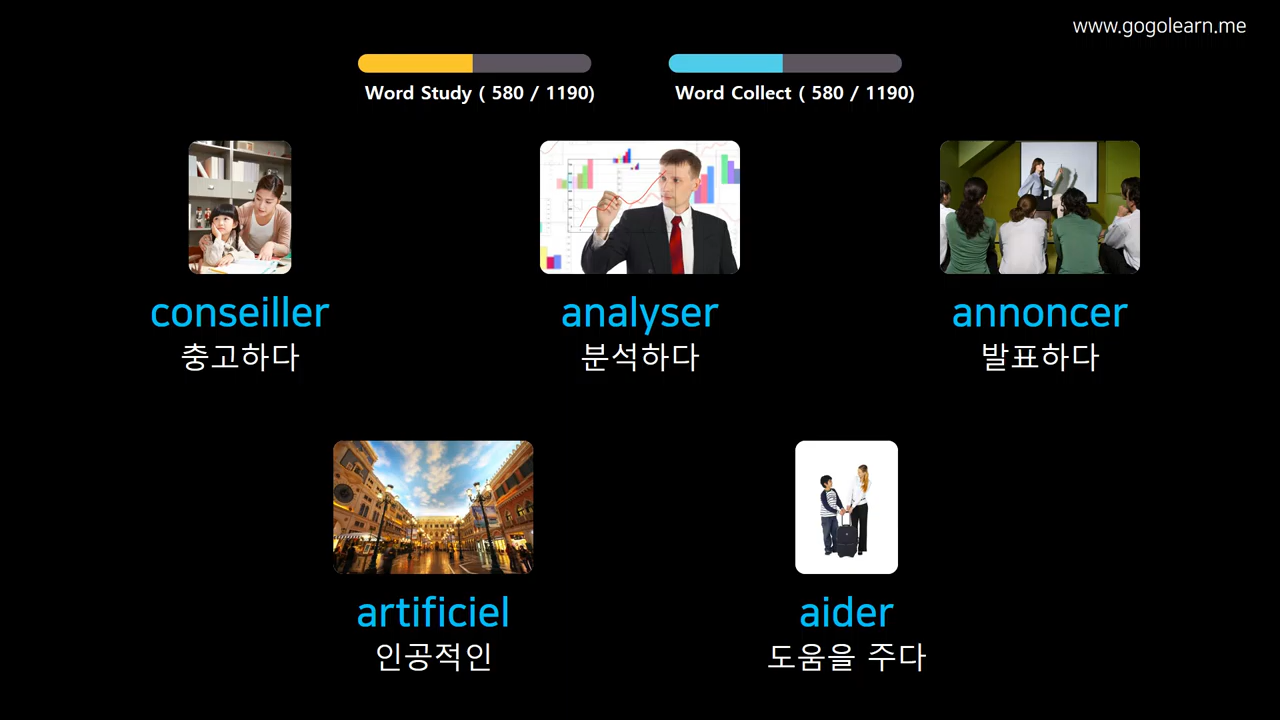 www.gogolearn.me
Word Study ( 580 / 1190)
Word Collect ( 580 / 1190)
conseiller
충고하다
analyser
분석하다
annoncer
발표하다
artificiel
인공적인
aider
도움을 주다